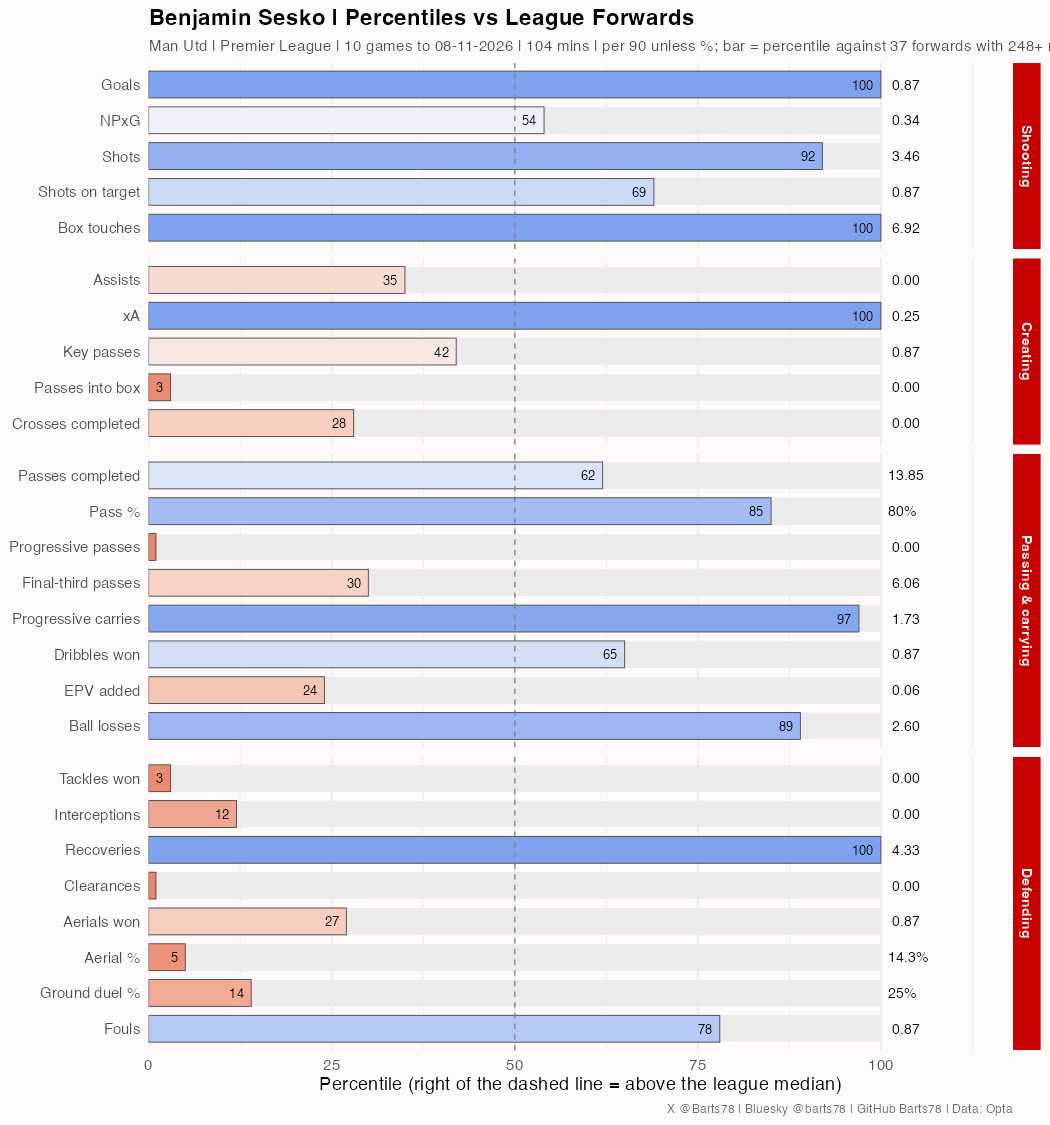 Benjamin Sesko | Percentiles vs League Forwards
Man Utd | Premier League | 10 games to 08-11-2026 | 104 mins | per 90 unless %; bar = percentile against 37 forwards with 248+
Shooting
Goals 100 0.87
NPxG 54 0.34
Shots 92 3.46
Shots on target 69 0.87
Box touches 100 6.92
Creating
Assists 35 0.00
xA 100 0.25
Key passes 42 0.87
Passes into box 3 0.00
Crosses completed 28 0.00
Passing & carrying
Passes completed 62 13.85
Pass % 85 80%
Progressive passes 0.00
Final-third passes 30 6.06
Progressive carries 97 1.73
Dribbles won 65 0.87
EPV added 24 0.06
Ball losses 89 2.60
Defending
Tackles won 3 0.00
Interceptions 12 0.00
Recoveries 100 4.33
Clearances 0.00
Aerials won 27 0.87
Aerial % 5 14.3%
Ground duel % 14 25%
Fouls 78 0.87
0 25 50 75 100
Percentile (right of the dashed line = above the league median)
X @Barts78 | Bluesky @barts78 | GitHub Barts78 | Data: Opta